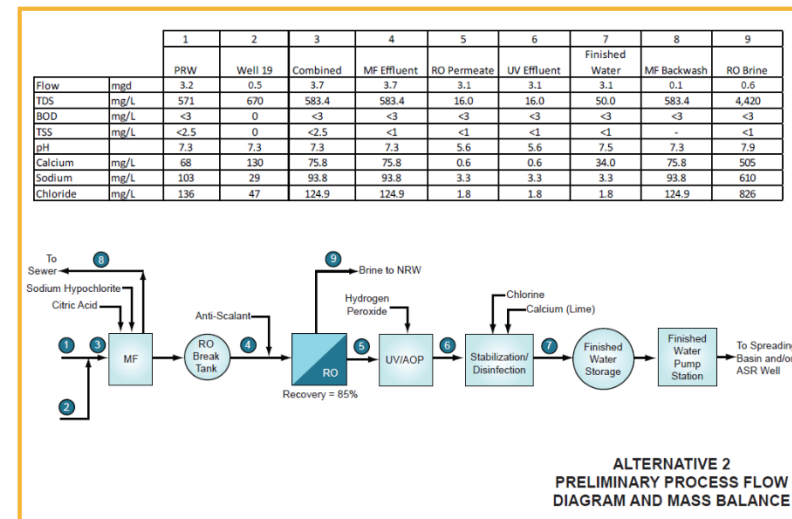 1 2 3 4 5 6 7 8 9
PRW Well 19 Combined MF Effluent RO Permeate UV Effluent Finished Water MF Backwash RO Brine
Flow mgd 3.2 0.5 3.7 3.7 3.1 3.1 3.1 0.1 0.6
TDS mg/L 571 670 583.4 583.4 16.0 16.0 50.0 583.4 4,420
BOD mg/L <3 0 <3 <3 <3 <3 <3 <3 <3
TSS mg/L <2.5 0 <2.5 <1 <1 <1 <1 - <1
pH 7.3 7.3 7.3 7.3 5.6 5.6 7.5 7.3 7.9
Calcium mg/L 68 130 75.8 75.8 0.6 0.6 34.0 75.8 505
Sodium mg/L 103 29 93.8 93.8 3.3 3.3 3.3 93.8 610
Chloride mg/L 136 47 124.9 124.9 1.8 1.8 1.8 124.9 826
To
Sewer
8
Sodium Hypochlorite
Citric Acid
1
3
2
MF
RO
Break
Tank
Anti-Scalant
4
9
Brine to NRW
RO
Recovery = 85%
5
Hydrogen
Peroxide
UV/AOP
6
Chlorine
Calcium (Lime)
Stabilization/
Disinfection
7
Finished
Water
Storage
Finished
Water
Pump
Station
To Spreading
Basin and/or
ASR Well
ALTERNATIVE 2
PRELIMINARY PROCESS FLOW
DIAGRAM AND MASS BALANCE